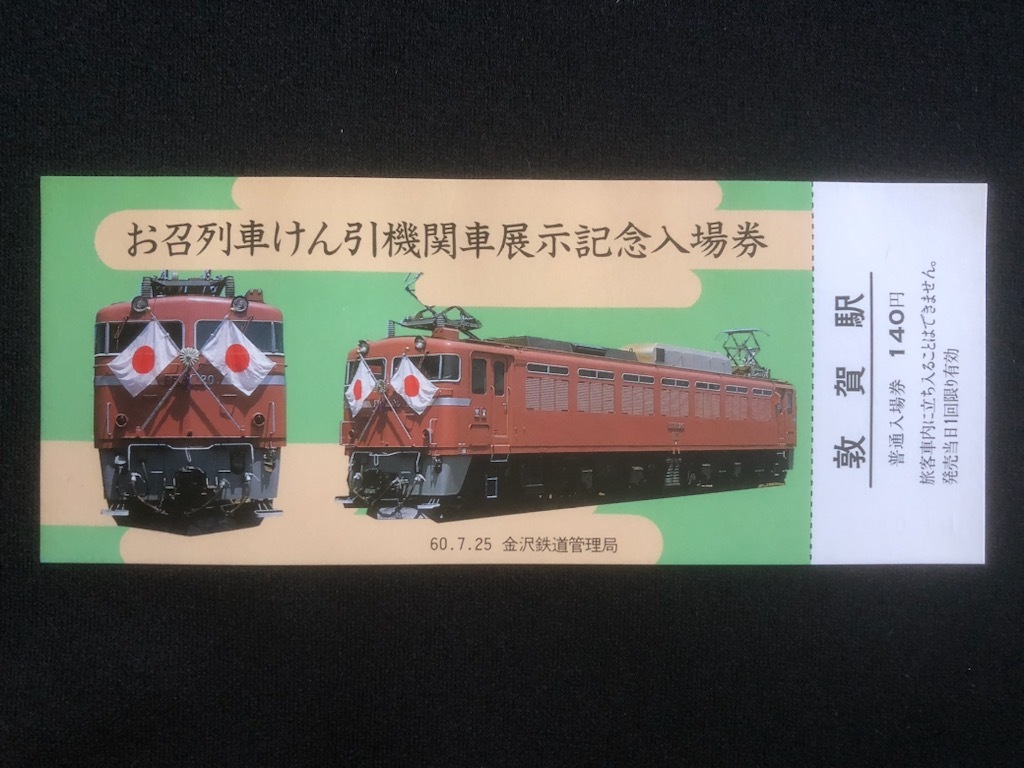 お召列車けん引機関車展示記念入場券
60.7.25 金沢鉄道管理局
敦賀駅
普通入場券 140円
旅客車内に立ち入ることはできません。
発売当日1回限り有効